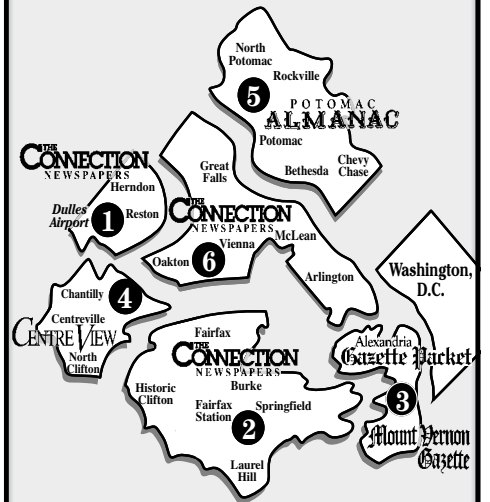 North
Potomac
Rockville
5
POTOMAC
ALMANAC
Potomac
Bethesda
Chevy
Chase
THE
CONNECTION
NEWSPAPERS
Herndon
Dulles
Airport
1
Reston
Great
Falls
THE
CONNECTION
NEWSPAPERS
Vienna
McLean
Oakton
6
Arlington
Washington,
D.C.
Chantilly
4
Centreville
CENTRE VIEW
North
Clifton
Fairfax
THE
CONNECTION
NEWSPAPERS
Burke
Historic
Clifton
Fairfax
Station
Springfield
2
Laurel
Hill
Alexandria
Gazette Packet
3
Mount Vernon
Gazette